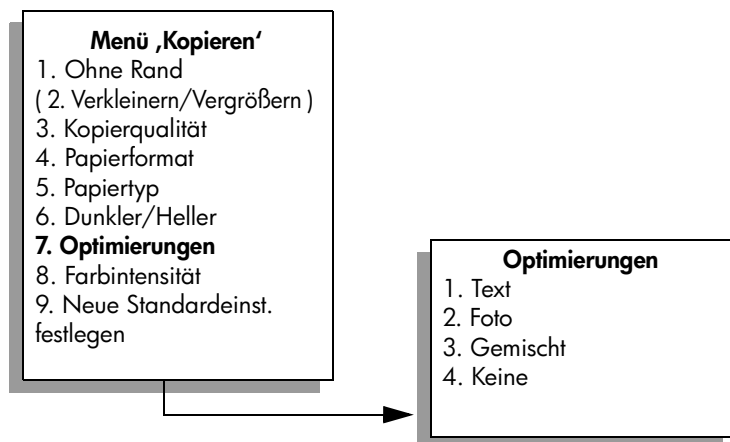 Menü ‚Kopieren‘
1. Ohne Rand
( 2. Verkleinern/Vergrößern )
3. Kopierqualität
4. Papierformat
5. Papiertyp
6. Dunkler/Heller
7. Optimierungen
8. Farbintensität
9. Neue Standardeinst.
festlegen
Optimierungen
1. Text
2. Foto
3. Gemischt
4. Keine